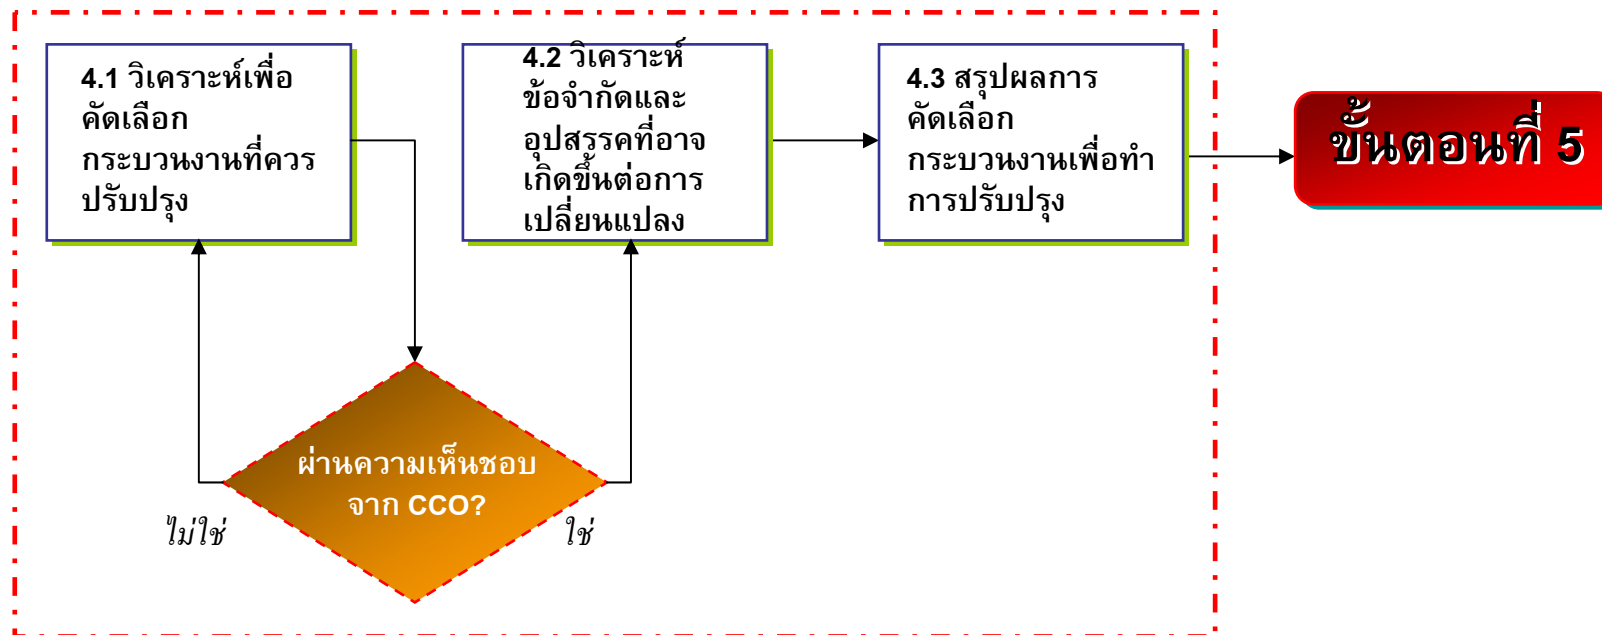 4.1 วิเคราะห์เพื่อ
คัดเลือก
กระบวนงานที่ควร
ปรับปรุง
4.2 วิเคราะห์
ข้อจำกัดและ
อุปสรรคที่อาจ
เกิดขึ้นต่อการ
เปลี่ยนแปลง
4.3 สรุปผลการ
คัดเลือก
กระบวนงานเพื่อทำ
การปรับปรุง
ขั้นตอนที่ 5
ผ่านความเห็นชอบ
จาก CCO?
ไม่ใช่
ใช่